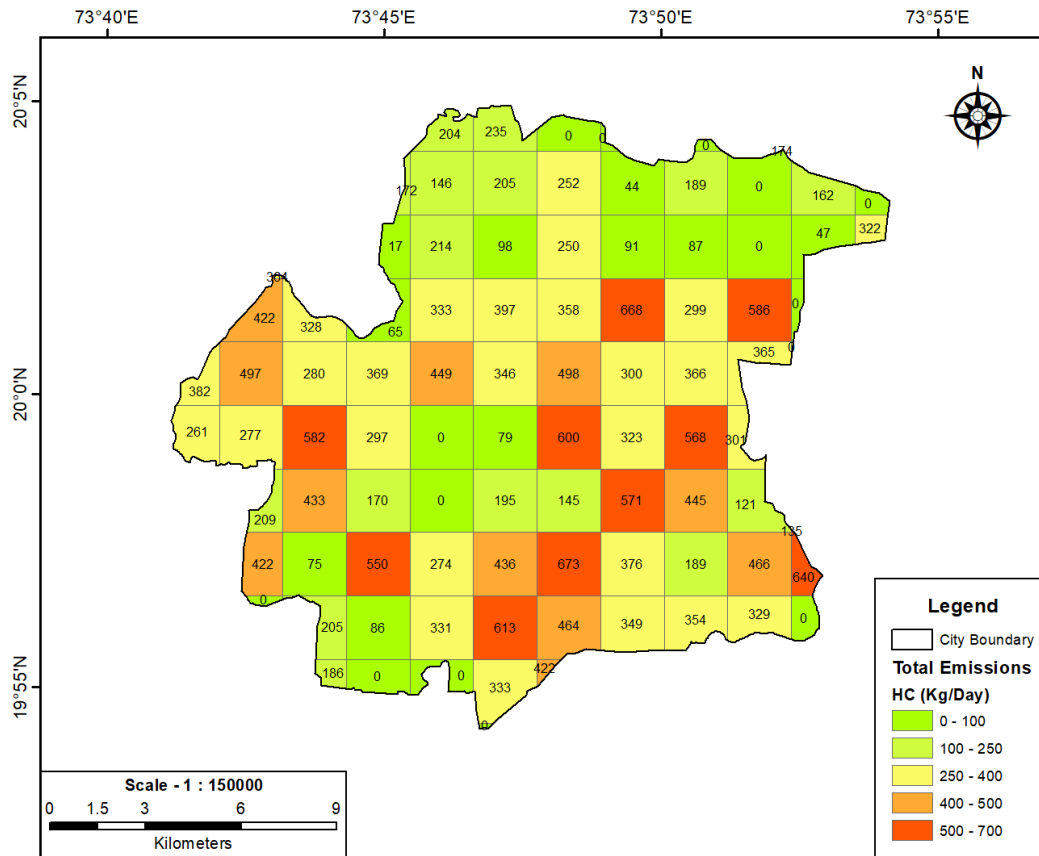 73°40'E 73°45'E 73°50'E 73°55'E
N
20°5'N
20°0'N
19°55'N
204 235 0 0 0 174
172 146 205 252 44 189 0 162 0
17 214 98 250 91 87 0 47 322
304
422 328 65 333 397 358 668 299 586 0
382 497 280 369 449 346 498 300 366 365 0
261 277 582 297 0 79 600 323 568 301
209 433 170 0 195 145 571 445 121
135
422 75 550 274 436 673 376 189 466 640
0 205 86 331 613 464 349 354 329 0
186 0 0 333 422
0
Legend
City Boundary
Total Emissions
HC (Kg/Day)
0 - 100
100 - 250
250 - 400
400 - 500
500 - 700
Scale - 1 : 150000
0 1.5 3 6 9
Kilometers